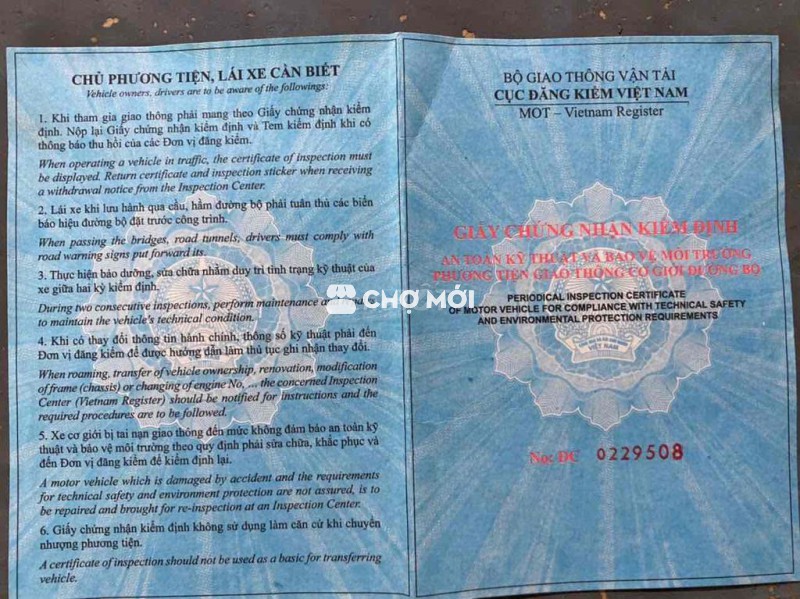 CHỦ PHƯƠNG TIỆN, LÁI XE CẦN BIẾT
Vehicle owners, drivers are to be aware of the followings:
1. Khi tham gia giao thông phải mang theo Giấy chứng nhận kiểm
định. Nộp lại Giấy chứng nhận kiểm định và Tem kiểm định khi có
thông báo thu hồi của các Đơn vị đăng kiểm.
When operating a vehicle in traffic, the certificate of inspection must
be displayed. Return certificate and inspection sticker when receiving
a withdrawal notice from the Inspection Center.
2. Lái xe khi lưu hành qua cầu, hầm đường bộ phải tuân thủ các biển
báo hiệu đường bộ đặt trước công trình.
When passing the bridges, road tunnels, drivers must comply with
road warning signs put forward its.
3. Thực hiện bảo dưỡng, sửa chữa nhằm duy trì tình trạng kỹ thuật của
xe giữa hai kỳ kiểm định.
During two consecutive inspections, perform maintenance and
to maintain the vehicle's technical condition.
4. Khi có thay đổi thông tin hành chính, thông số kỹ thuật phải đến
Đơn vị đăng kiểm để được hướng dẫn làm thủ tục ghi nhận thay đổi.
When roaming, transfer of vehicle ownership, renovation, modification
of frame (chassis) or changing of engine No, ... the concerned Inspection
Center (Vietnam Register) should be notified for instructions and the
required procedures are to be followed.
5. Xe cơ giới bị tai nạn giao thông đến mức không đảm bảo an toàn kỹ
thuật và bảo vệ môi trường theo quy định phải sửa chữa, khắc phục và
đến Đơn vị đăng kiểm để kiểm định lại.
A motor vehicle which is damaged by accident and the requirements
for technical safety and environment protection are not assured, is to
be repaired and brought for re-inspection at an Inspection Center.
6. Giấy chứng nhận kiểm định không sử dụng làm căn cứ khi chuyển
nhượng phương tiện.
A certificate of inspection should not be used as a basic for transferring
vehicle.
BỘ GIAO THÔNG VẬN TẢI
CỤC ĐĂNG KIỂM VIỆT NAM
MOT – Vietnam Register
GIẤY CHỨNG NHẬN KIỂM ĐỊNH
AN TOÀN KỸ THUẬT VÀ BẢO VỆ MÔI TRƯỜNG
PHƯƠNG TIỆN GIAO THÔNG CƠ GIỚI ĐƯỜNG BỘ
PERIODICAL INSPECTION CERTIFICATE
OF MOTOR VEHICLE FOR COMPLIANCE WITH TECHNICAL SAFETY
AND ENVIRONMENTAL PROTECTION REQUIREMENTS
VIỆT NAM
No: ĐC 0229508
CHỢ MỚI